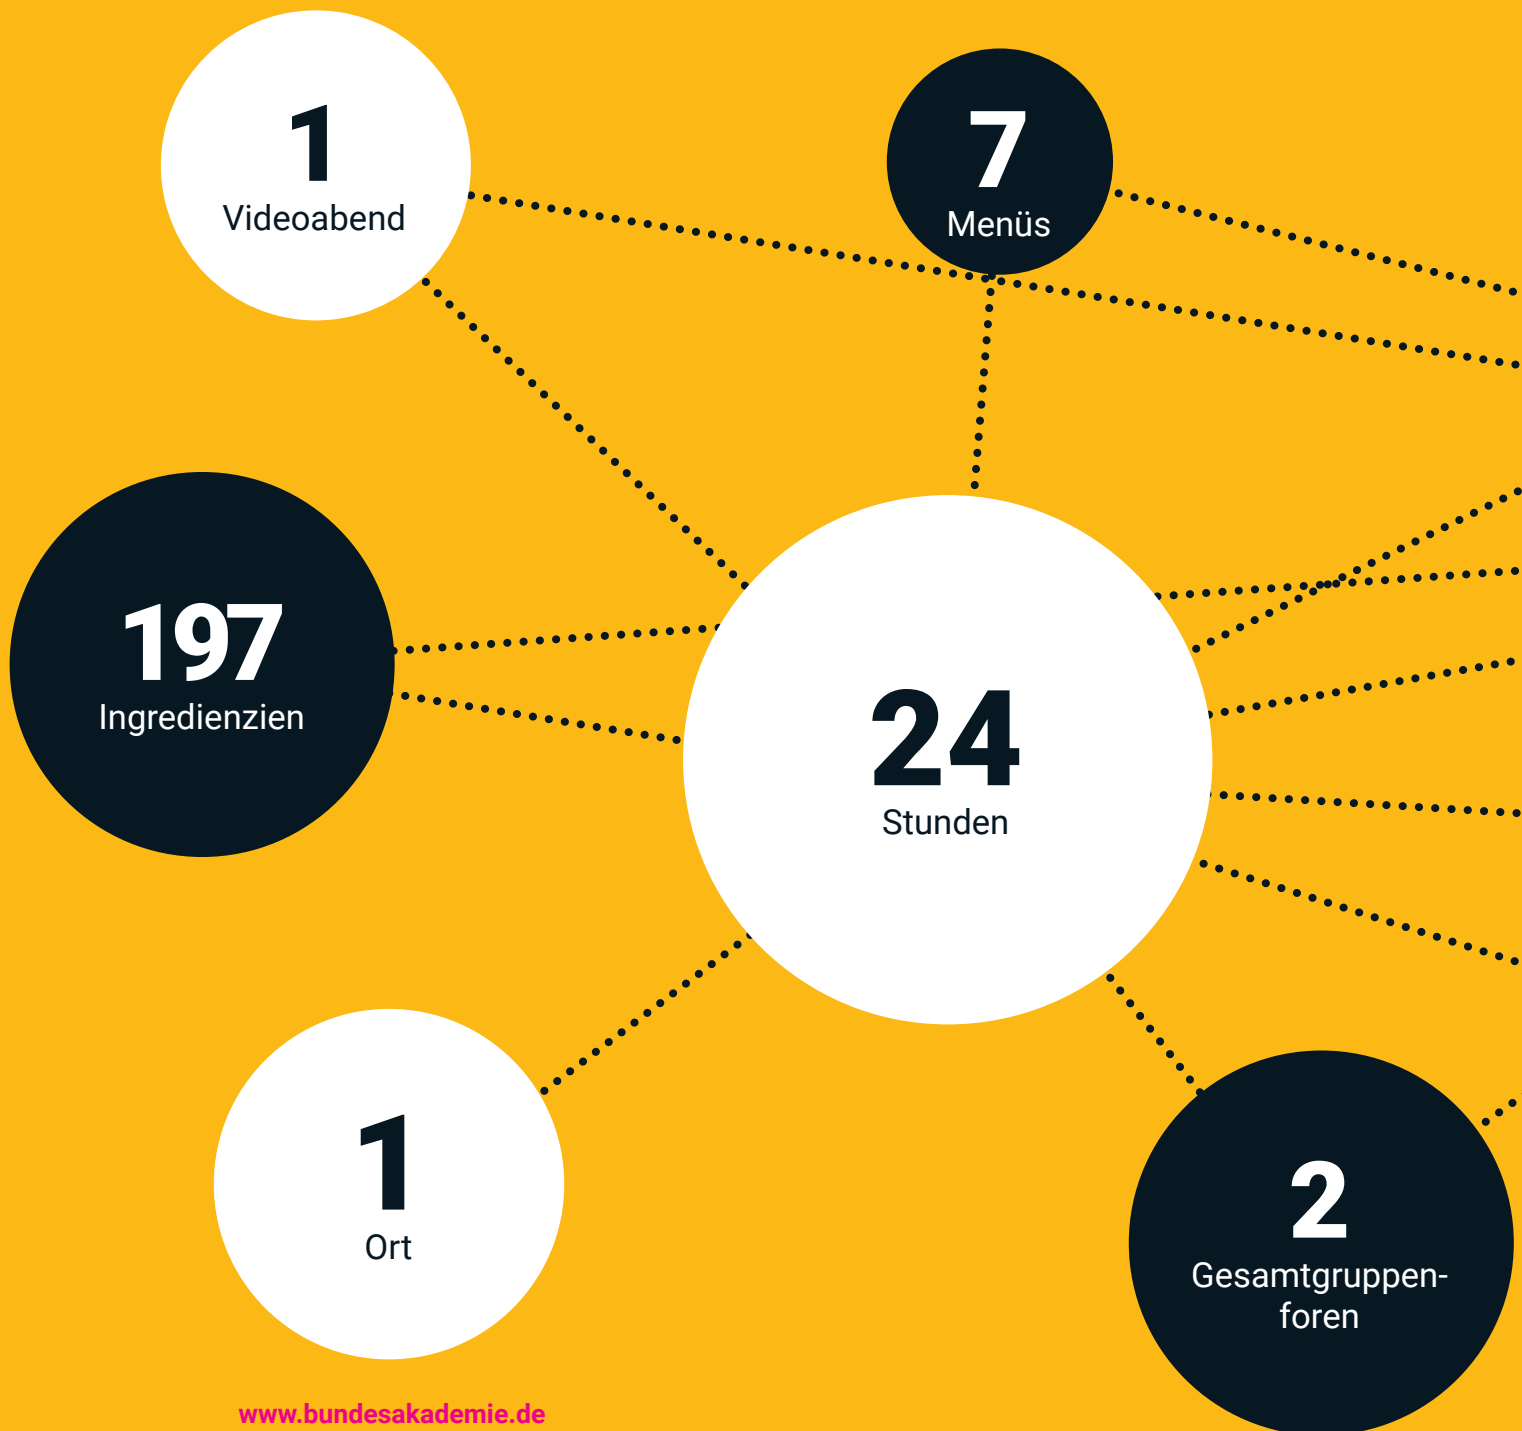 1
Videoabend
7
Menüs
197
Ingredienzien
24
Stunden
1
Ort
2
Gesamtgruppen-
foren
www.bundesakademie.de